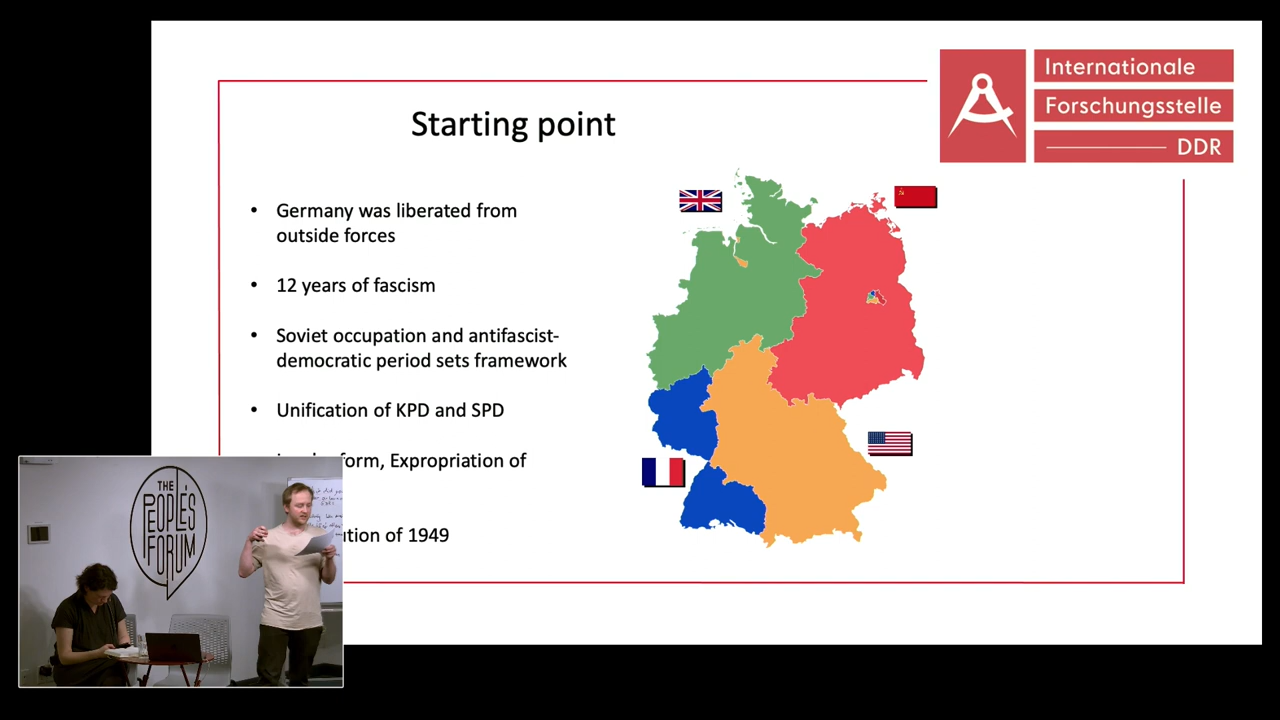 Internationale
Forschungsstelle
DDR
Starting point
• Germany was liberated from
outside forces
• 12 years of fascism
• Soviet occupation and antifascist-
democratic period sets framework
• Unification of KPD and SPD
form, Expropriation of
ution of 1949
THE
PEOPLE'S
FORUM